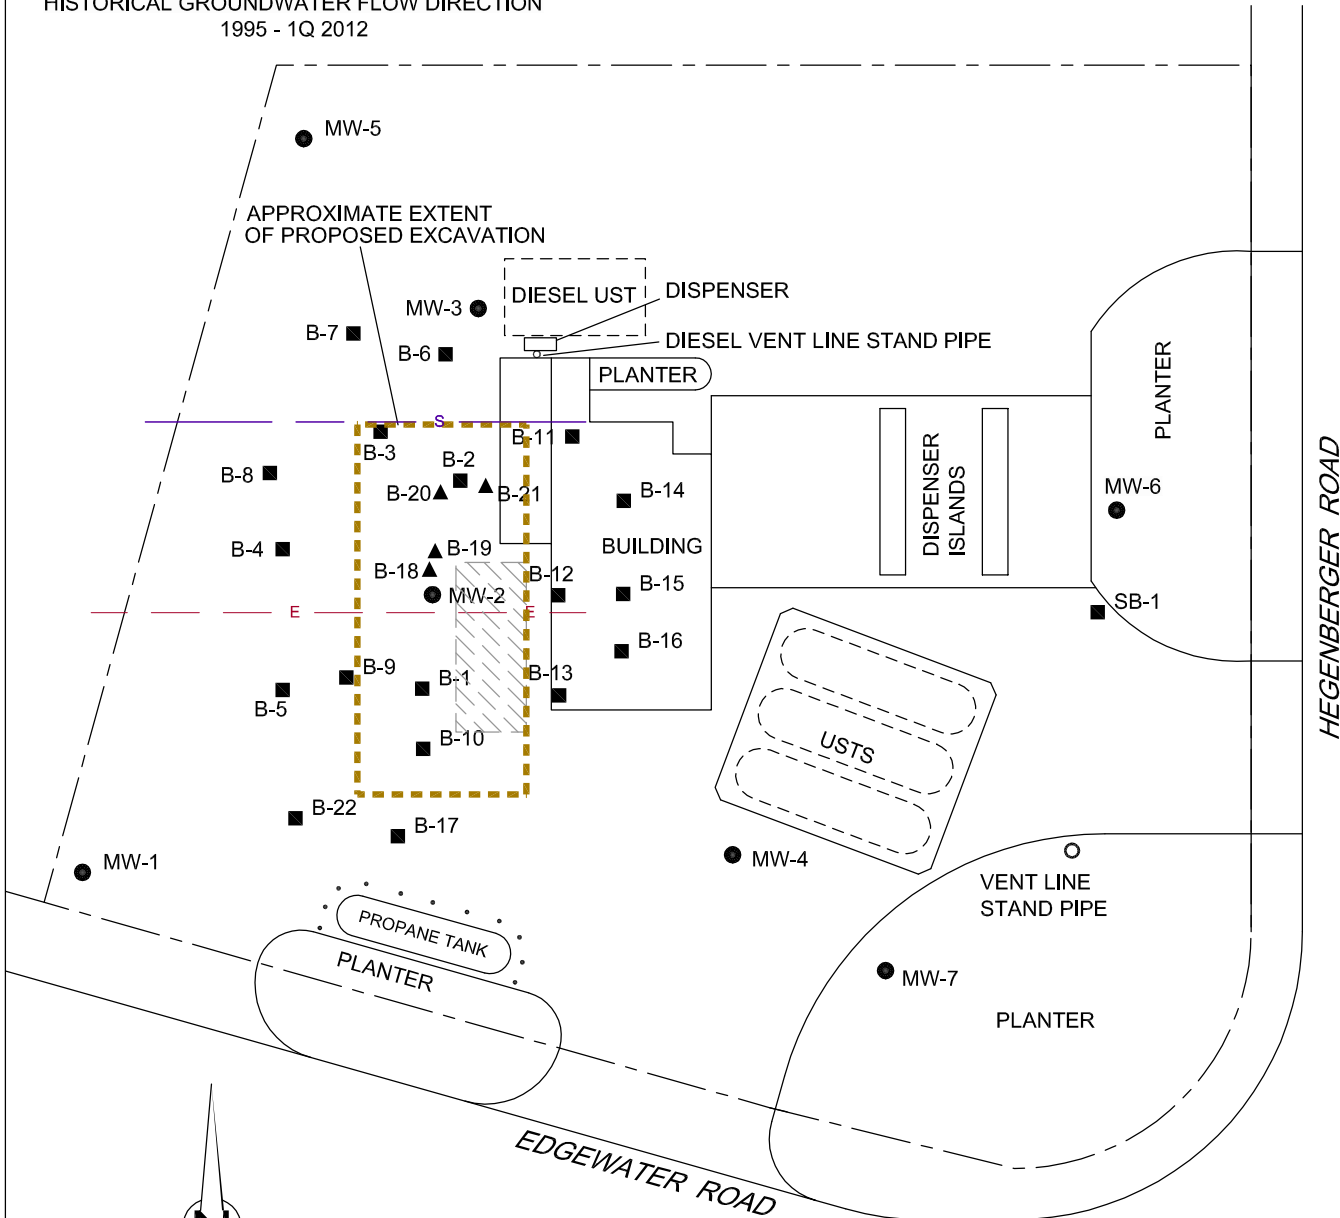 HISTORICAL GROUNDWATER FLOW DIRECTION
1995 - 1Q 2012
MW-5
APPROXIMATE EXTENT
OF PROPOSED EXCAVATION
DIESEL UST
DISPENSER
MW-3
B-7
B-6
DIESEL VENT LINE STAND PIPE
PLANTER
PLANTER
S
B-3
B-11
B-2
B-8
B-20
B-21
B-14
DISPENSER
ISLANDS
MW-6
HEGENBERGER ROAD
B-4
B-19
BUILDING
B-18
B-12
MW-2
B-15
E
E
SB-1
B-16
B-9
B-1
B-13
B-5
B-10
USTS
B-22
B-17
MW-1
MW-4
VENT LINE
STAND PIPE
PROPANE TANK
PLANTER
MW-7
PLANTER
EDGEWATER ROAD
N